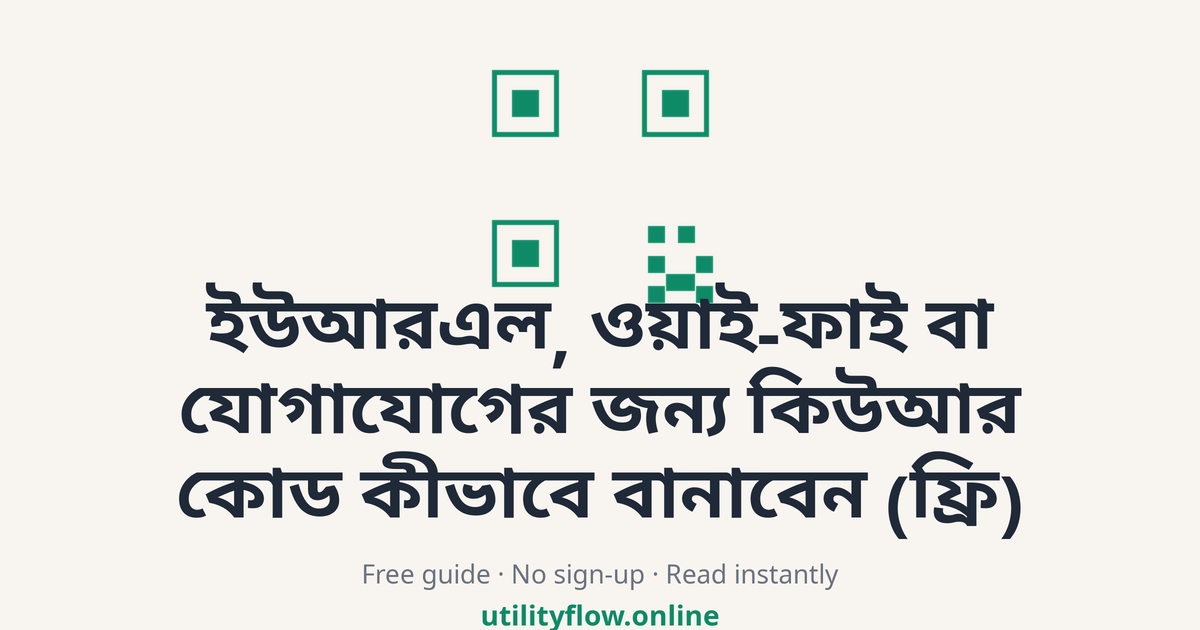 ইউআরএল, ওয়াই-ফাই বা
যোগাযোগের জন্য কিউআর
কোড কীভাবে বানাবেন (ফ্রি)
Free guide · No sign-up · Read instantly
utilityflow.online